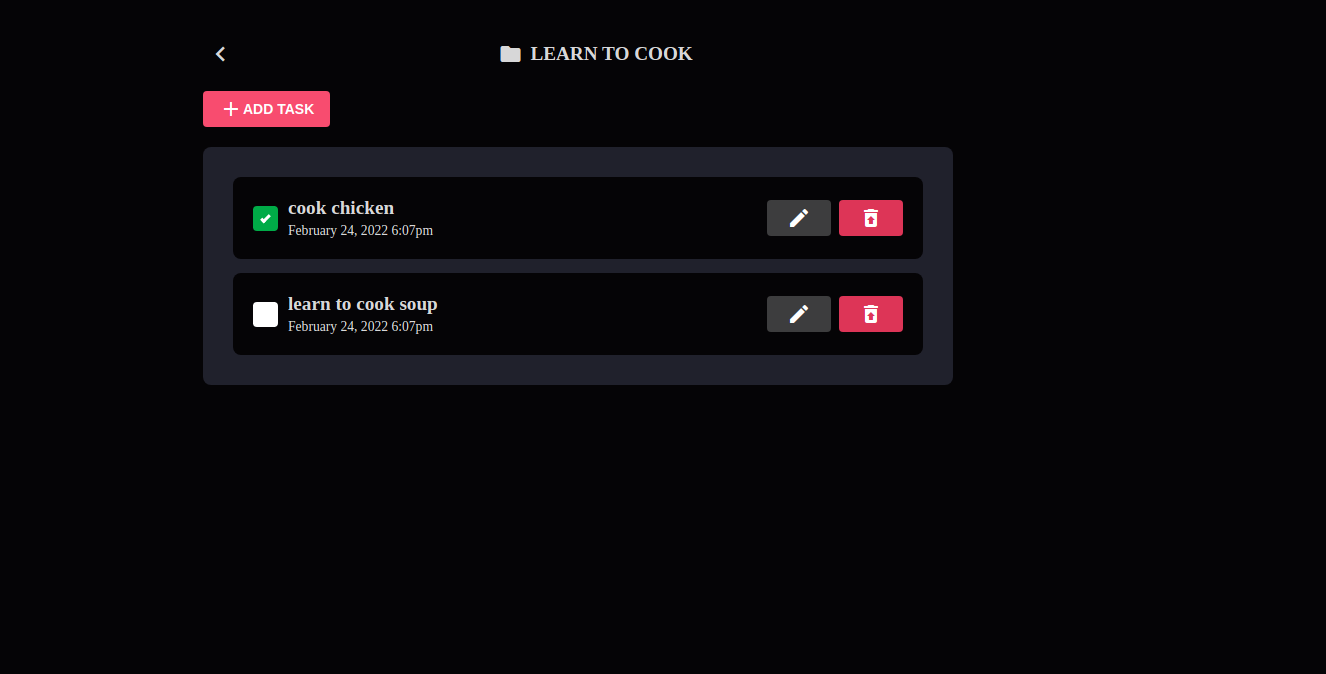 LEARN TO COOK
ADD TASK
cook chicken
February 24, 2022 6:07pm
learn to cook soup
February 24, 2022 6:07pm